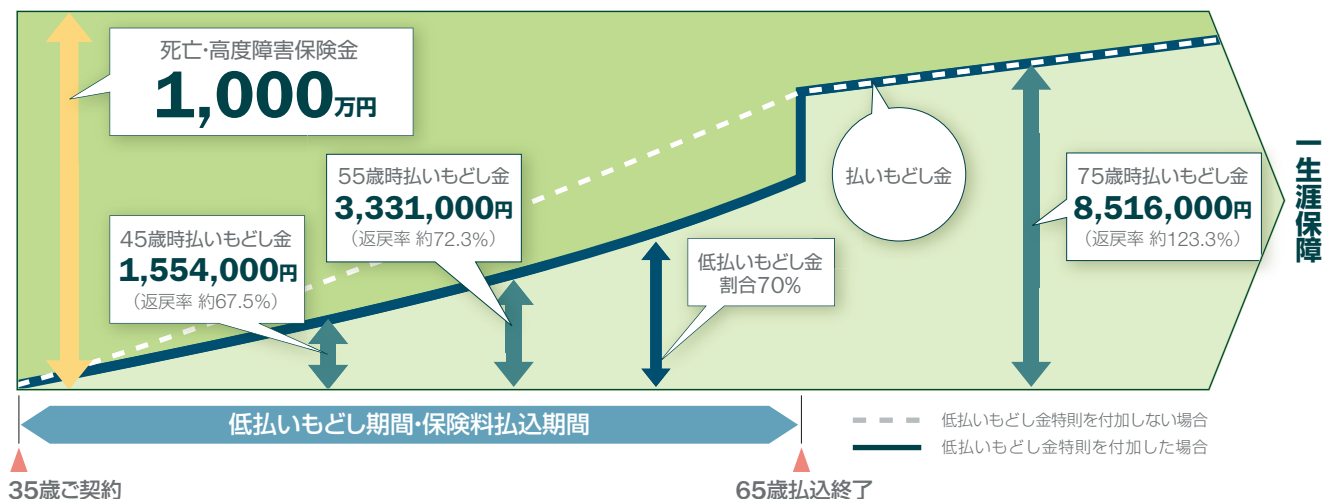 死亡・高度障害保険金
1,000万円
55歳時払いもどし金
3,331,000円
（返戻率 約72.3%）
45歳時払いもどし金
1,554,000円
（返戻率 約67.5%）
低払いもどし金
割合70%
払いもどし金
75歳時払いもどし金
8,516,000円
（返戻率 約123.3%）
一生涯保障
低払いもどし期間・保険料払込期間
低払いもどし金特則を付加しない場合
低払いもどし金特則を付加した場合
35歳ご契約
65歳払込終了